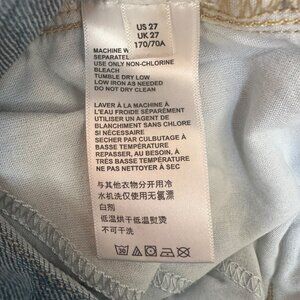 US 27
UK 27
170/70A
MACHINE W
SEPARATEL
USE ONLY NON-CHLORINE
BLEACH
TUMBLE DRY LOW
LOW IRON AS NEEDED
DO NOT DRY CLEAN
LAVER À LA MACHINE À
L'EAU FROIDE SÉPARÉMENT
UTILISER UN AGENT DE
BLANCHIMENT SANS CHLORE
SI NÉCESSAIRE
SECHER PAR CULBUTAGE À
BASSE TEMPÉRATURE
REPASSER, AU BESOIN, À
TRÈS BASSE TEMPÉRATURE
NE PAS NETTOYER À SEC
与其他衣物分开用冷
水机洗仅使用无氯漂
白剂
低温烘干低温熨烫
不可干洗